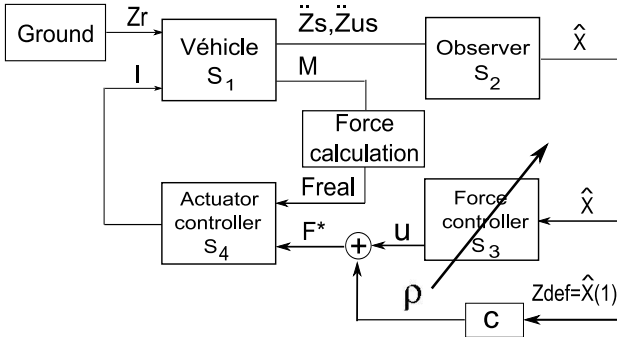 Ground
Zr
Véhicle
S₁
Z̈s,Z̈us
Observer
S₂
X̂
I
M
Force
calculation
Freal
Actuator
controller
S₄
F*
+
u
Force
controller
S₃
X̂
ρ
C
Zdef=X̂(1)